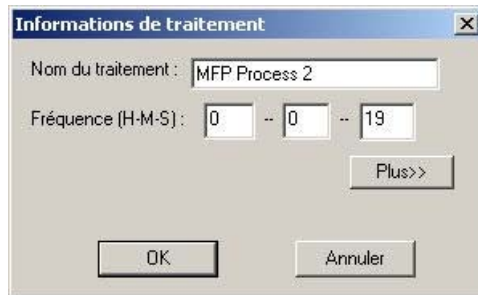 Informations de traitement
Nom du traitement : MFP Process 2
Fréquence (H-M-S) : 0 -- 0 -- 19
Plus>>
OK Annuler